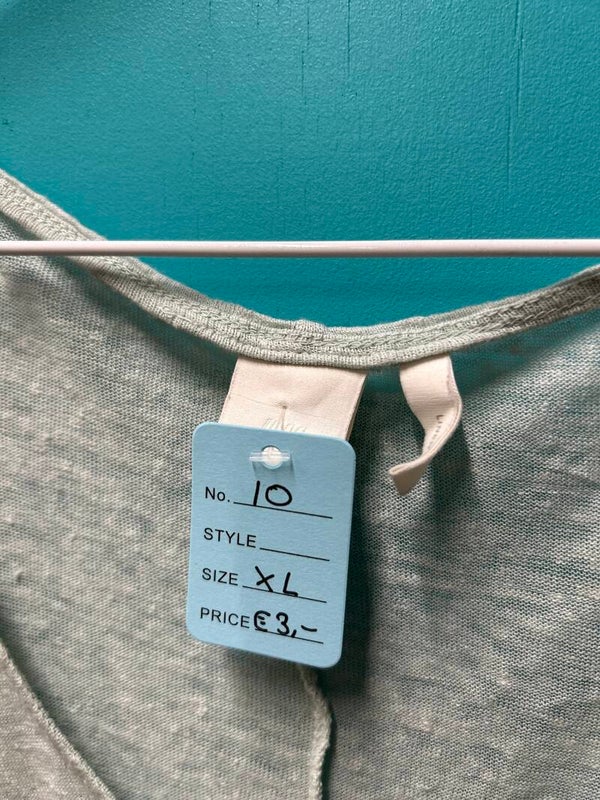 No. 10
STYLE
SIZE XL
PRICE €3,-